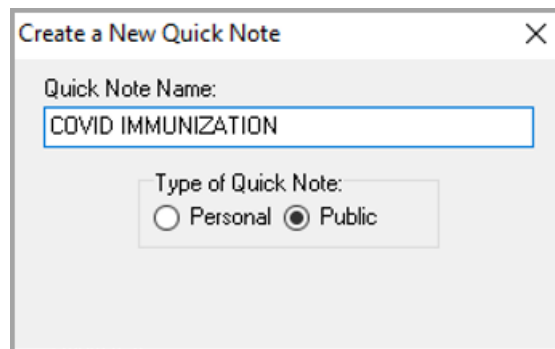 Create a New Quick Note
Quick Note Name:
COVID IMMUNIZATION
Type of Quick Note:
Personal Public